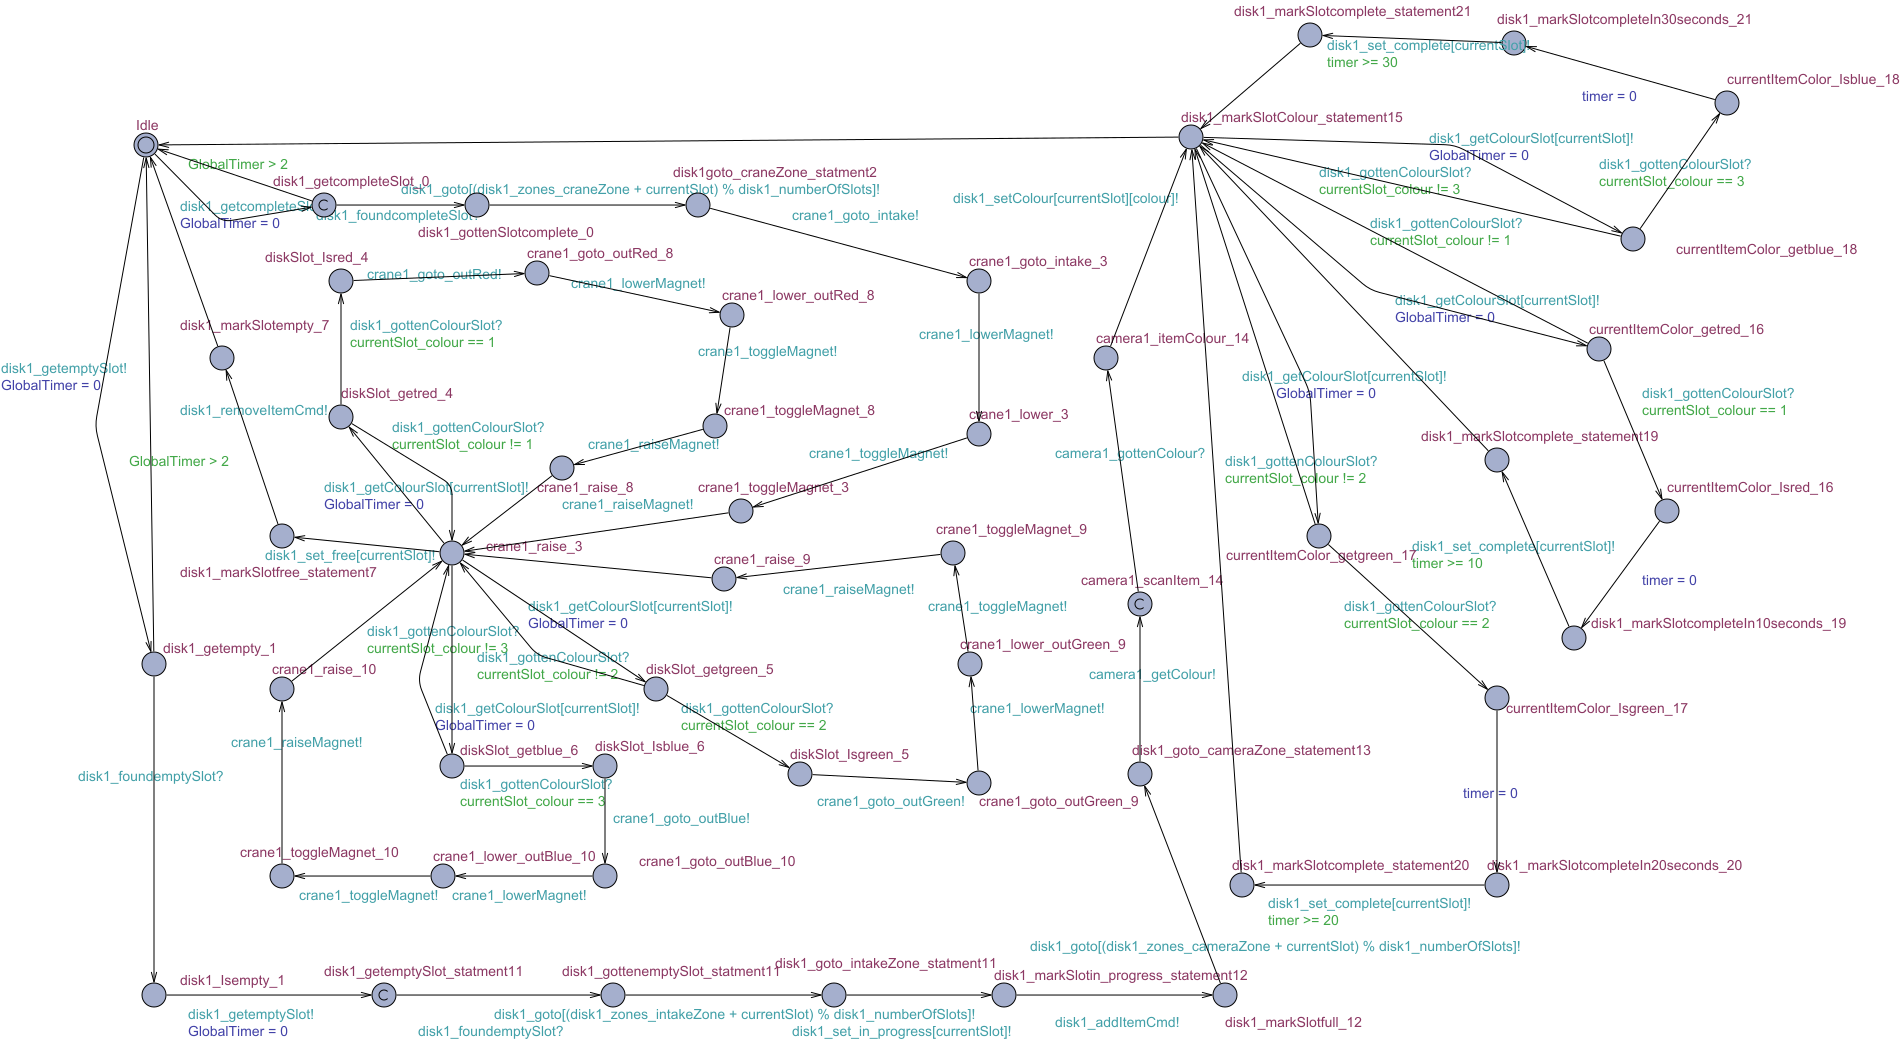 disk1_markSlotcomplete_statement21
disk1_markSlotcompleteIn30seconds_21
disk1_set_complete[currentSlot]!
timer >= 30
currentItemColor_Isblue_18
timer = 0
disk1_markSlotColour_statement15
Idle
disk1_getColourSlot[currentSlot]!
GlobalTimer = 0
disk1_gottenColourSlot?
currentSlot_colour == 3
GlobalTimer > 2
disk1_gottenColourSlot?
currentSlot_colour != 3
disk1_getcompleteSlot_0
disk1goto_craneZone_statment2
disk1_goto[(disk1_zones_craneZone + currentSlot) % disk1_numberOfSlots]!
disk1_getcompleteSl
GlobalTimer = 0
disk1_foundcompleteSlot?
crane1_goto_intake!
disk1_setColour[currentSlot][colour]!
disk1_gottenColourSlot?
currentSlot_colour != 1
disk1_gottenSlotcomplete_0
currentItemColor_getblue_18
diskSlot_Isred_4
crane1_goto_outRed_8
crane1_goto_intake_3
crane1_goto_outRed!
crane1_lowerMagnet!
crane1_lower_outRed_8
disk1_getColourSlot[currentSlot]!
GlobalTimer = 0
disk1_markSlotempty_7
disk1_gottenColourSlot?
currentSlot_colour == 1
crane1_toggleMagnet!
crane1_lowerMagnet!
camera1_itemColour_14
currentItemColor_getred_16
disk1_getemptySlot!
GlobalTimer = 0
disk1_getColourSlot[currentSlot]!
GlobalTimer = 0
disk1_gottenColourSlot?
currentSlot_colour == 1
diskSlot_getred_4
disk1_removeItemCmd!
crane1_toggleMagnet_8
crane1_lower_3
disk1_gottenColourSlot?
currentSlot_colour != 1
crane1_raiseMagnet!
crane1_toggleMagnet!
camera1_gottenColour?
disk1_markSlotcomplete_statement19
GlobalTimer > 2
disk1_gottenColourSlot?
currentSlot_colour != 2
disk1_getColourSlot[currentSlot]!
GlobalTimer = 0
crane1_raise_8
crane1_raiseMagnet!
crane1_toggleMagnet_3
currentItemColor_Isred_16
crane1_toggleMagnet_9
crane1_raise_3
disk1_set_free[currentSlot]!
disk1_markSlotfree_statement7
crane1_raise_9
crane1_raiseMagnet!
currentItemColor_getgreen_17
disk1_set_complete[currentSlot]!
timer >= 10
camera1_scanItem_14
timer = 0
disk1_getColourSlot[currentSlot]!
GlobalTimer = 0
crane1_toggleMagnet!
disk1_gottenColourSlot?
currentSlot_colour == 2
disk1_markSlotcompleteIn10seconds_19
disk1_gottenColourSlot?
currentSlot_colour != 3
disk1_gottenColourSlot?
currentSlot_colour != 2
disk1_getempty_1
crane1_raise_10
diskSlot_getgreen_5
crane1_lower_outGreen_9
camera1_getColour!
disk1_getColourSlot[currentSlot]!
GlobalTimer = 0
disk1_gottenColourSlot?
currentSlot_colour == 2
crane1_lowerMagnet!
currentItemColor_Isgreen_17
crane1_raiseMagnet!
diskSlot_getblue_6
diskSlot_Isblue_6
diskSlot_Isgreen_5
disk1_goto_cameraZone_statement13
disk1_foundemptySlot?
disk1_gottenColourSlot?
currentSlot_colour == 3
crane1_goto_outGreen!
crane1_goto_outGreen_9
timer = 0
crane1_goto_outBlue!
crane1_toggleMagnet_10
crane1_lower_outBlue_10
crane1_goto_outBlue_10
disk1_markSlotcomplete_statement20
disk1_markSlotcompleteIn20seconds_20
crane1_toggleMagnet!
crane1_lowerMagnet!
disk1_set_complete[currentSlot]!
timer >= 20
disk1_goto[(disk1_zones_cameraZone + currentSlot) % disk1_numberOfSlots]!
disk1_Isempty_1
disk1_getemptySlot_statment11
disk1_gottenemptySlot_statment11
disk1_goto_intakeZone_statment11
disk1_markSlotin_progress_statement12
disk1_getemptySlot!
GlobalTimer = 0
disk1_foundemptySlot?
disk1_goto[(disk1_zones_intakeZone + currentSlot) % disk1_numberOfSlots]!
disk1_set_in_progress[currentSlot]!
disk1_addItemCmd!
disk1_markSlotfull_12